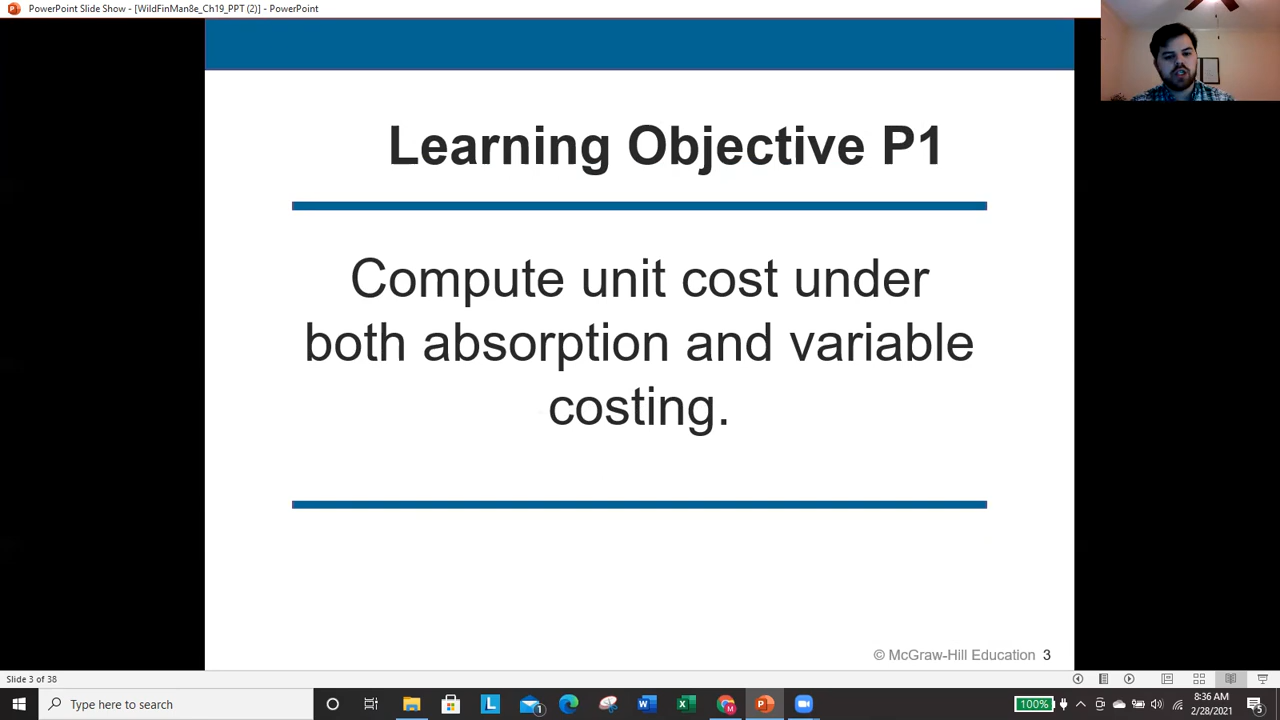 PowerPoint Slide Show - [WildFinMan8e_Ch19_PPT (2)] - PowerPoint
Learning Objective P1
Compute unit cost under
both absorption and variable
costing.
© McGraw-Hill Education 3
Slide 3 of 38
Type here to search
100%
8:36 AM
2/28/2021